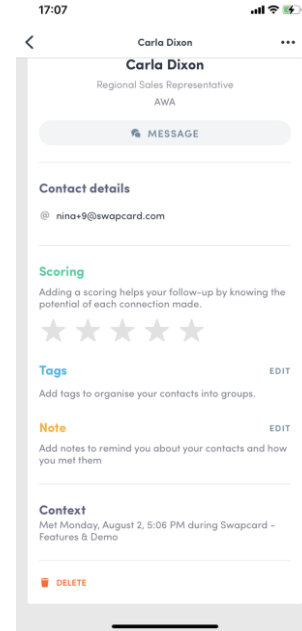 17:07
Carla Dixon
Carla Dixon
Regional Sales Representative
AWA
MESSAGE
Contact details
@ nina+9@swapcard.com
Scoring
Adding a scoring helps your follow-up by knowing the
potential of each connection made.
Tags EDIT
Add tags to organise your contacts into groups.
Note EDIT
Add notes to remind you about your contacts and how
you met them
Context
Met Monday, August 2, 5:06 PM during Swapcard -
Features & Demo
DELETE